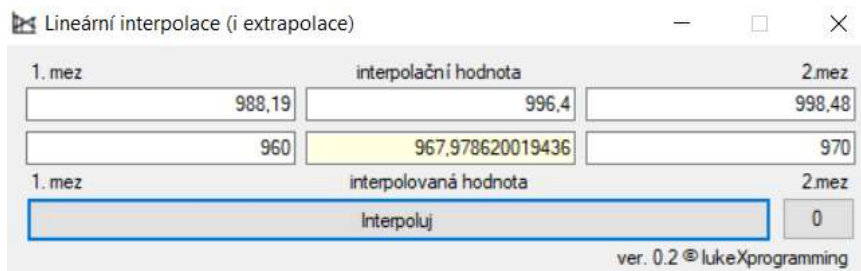 Lineární interpolace (i extrapolace)
1. mez interpolační hodnota 2.mez
988,19 996,4 998,48
960 967,978620019436 970
1. mez interpolovaná hodnota 2.mez
Interpoluj 0
ver. 0.2 © lukeXprogramming